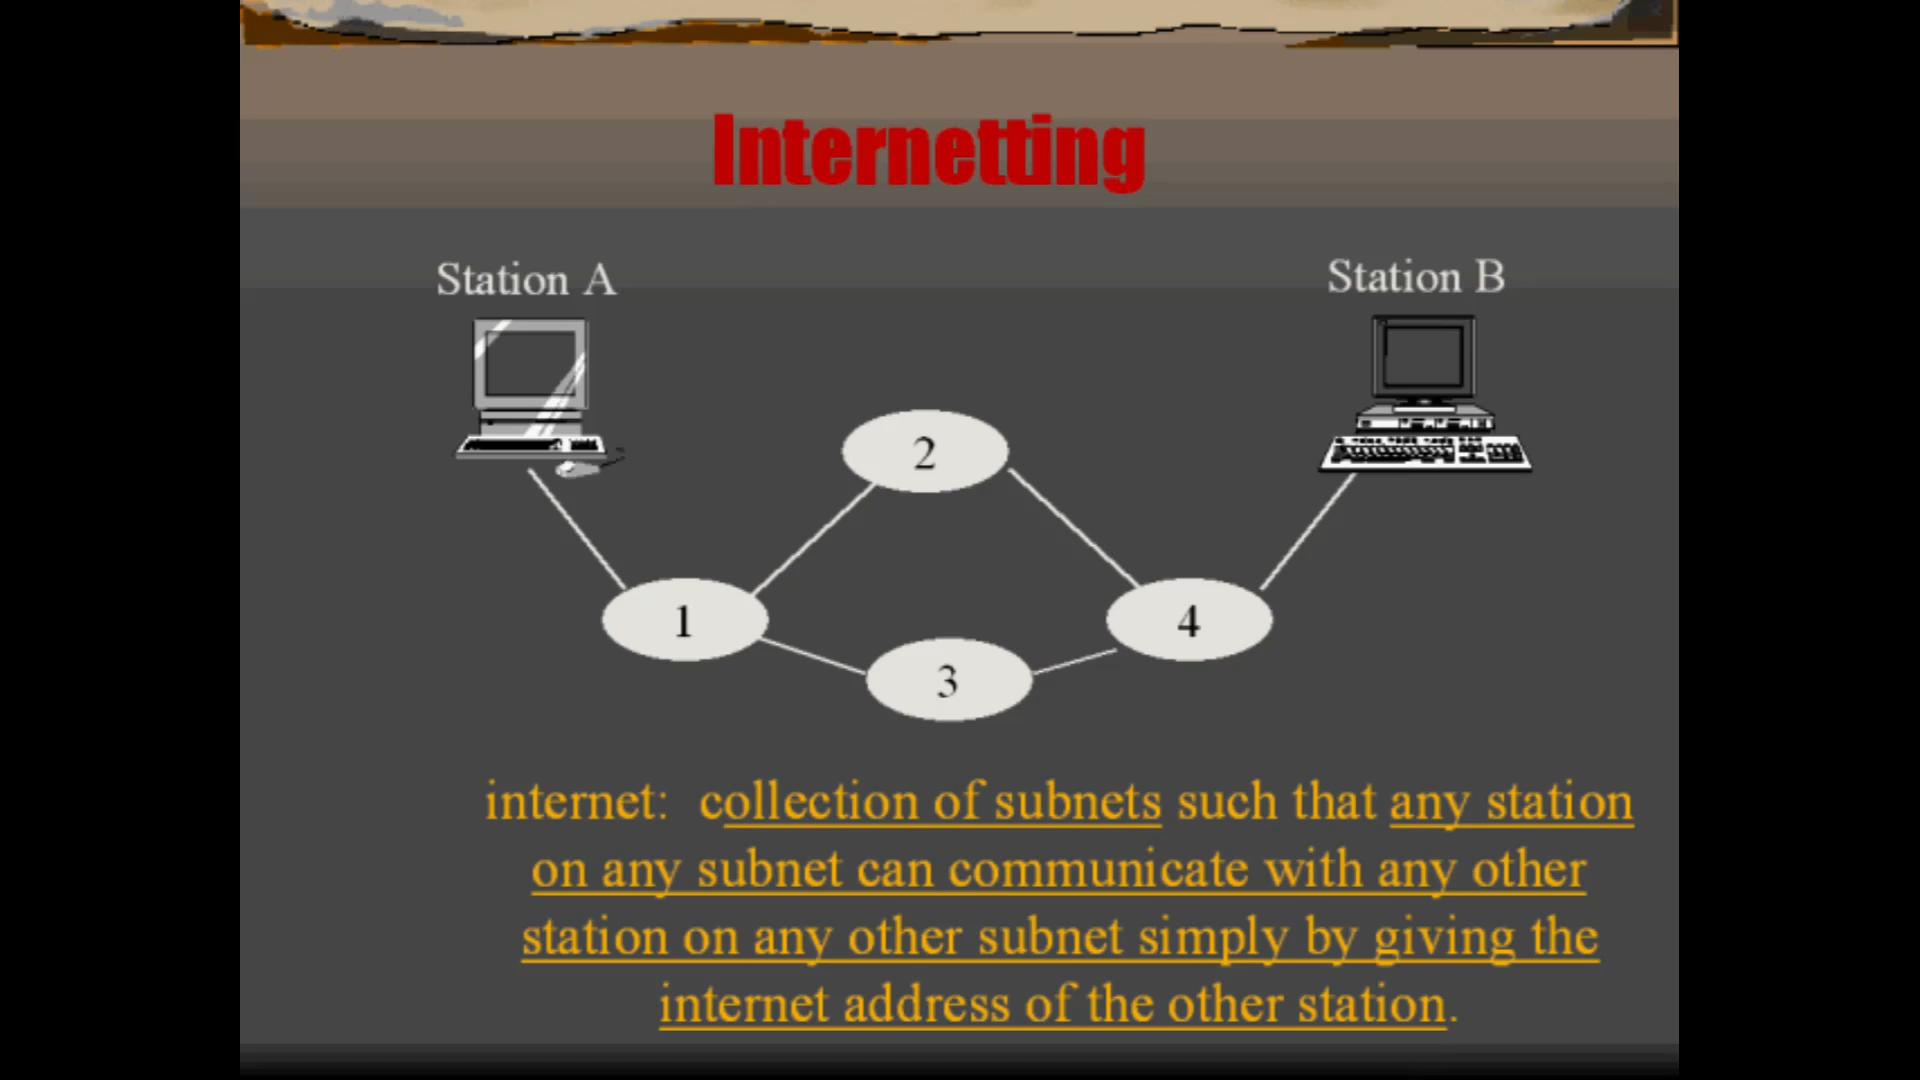 Internetting
Station A
Station B
2
1
4
3
internet:  collection of subnets such that any station
on any subnet can communicate with any other
station on any other subnet simply by giving the
internet address of the other station.